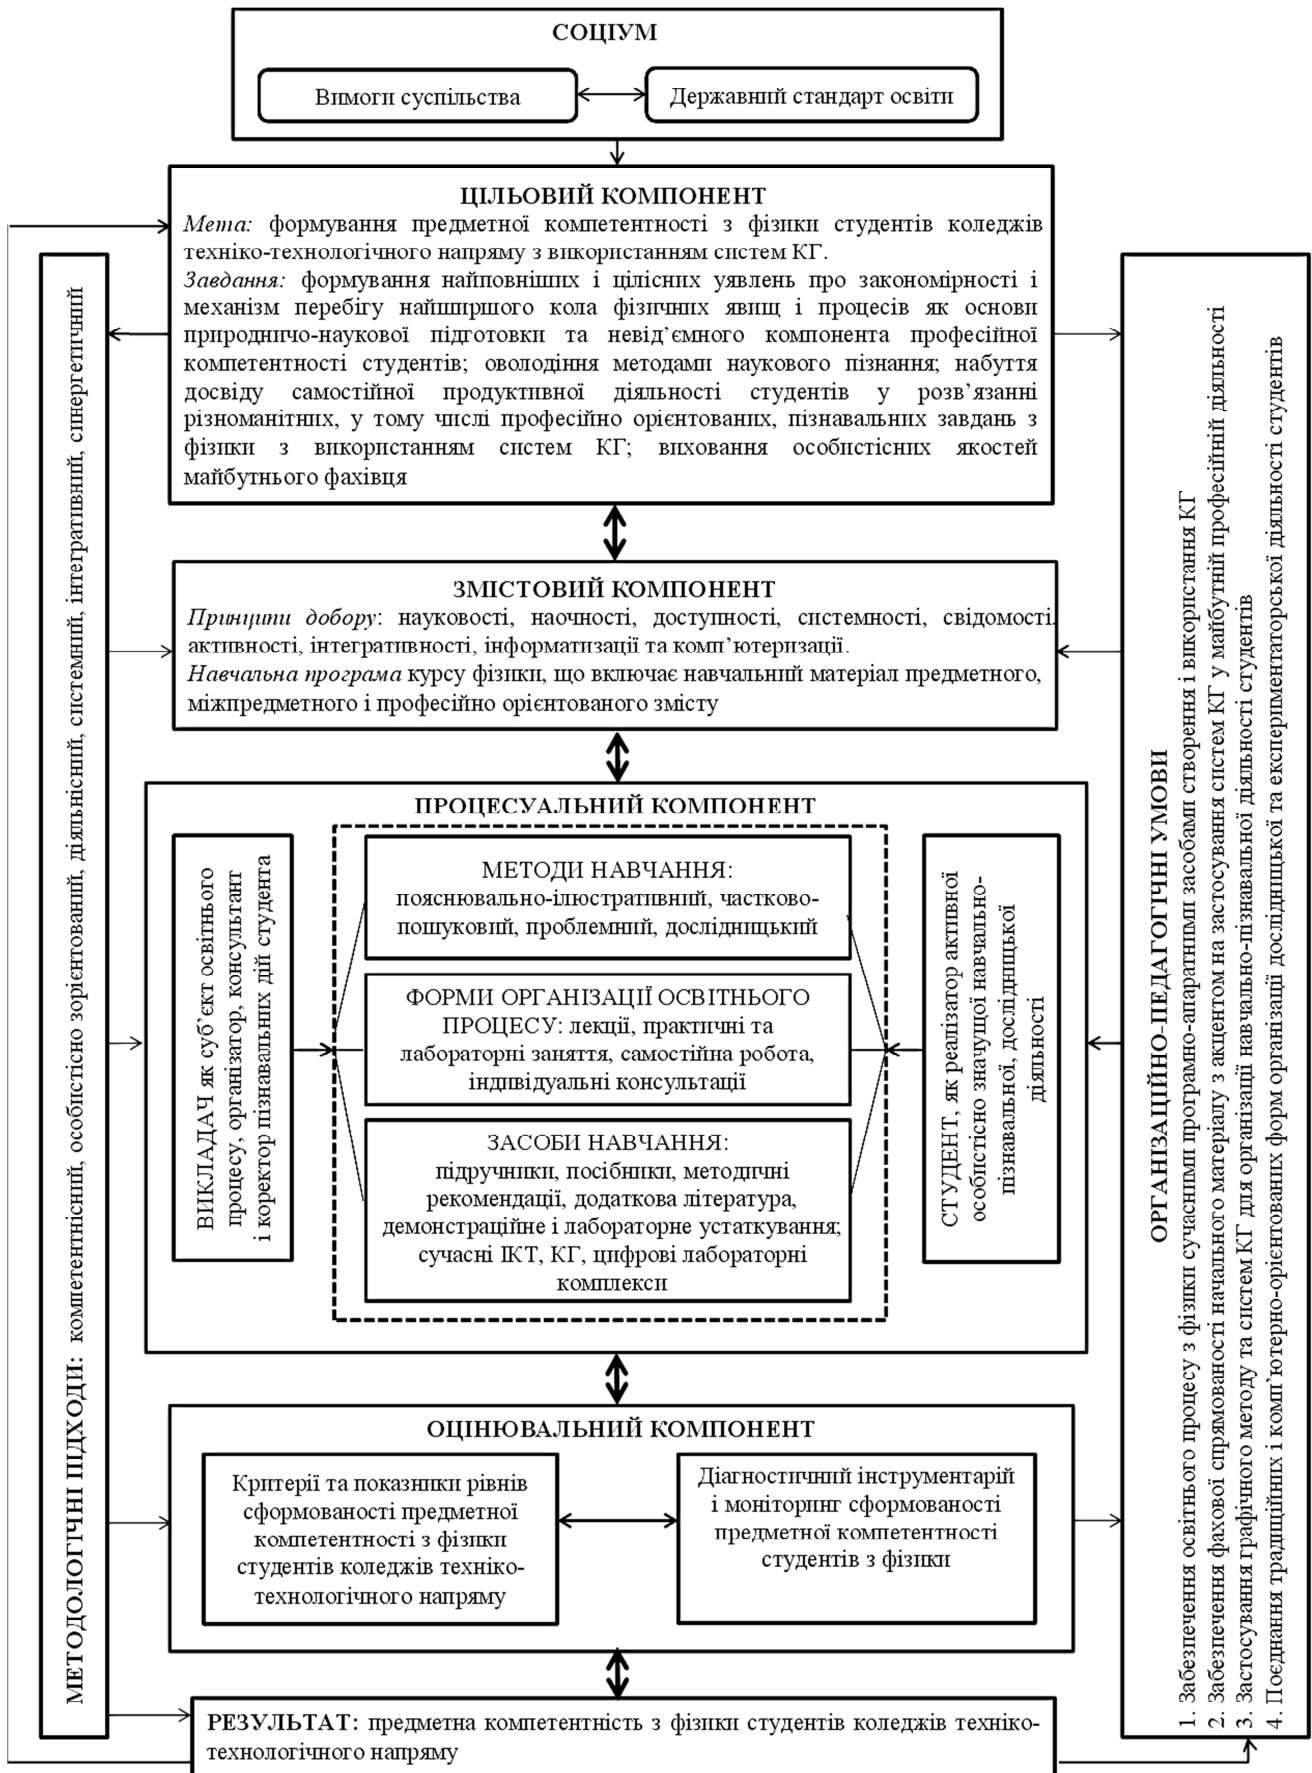 СОЦІУМ
Вимоги суспільства
Державний стандарт освіти
ЦІЛЬОВИЙ КОМПОНЕНТ
Мета: формування предметної компетентності з фізики студентів коледжів
техніко-технологічного напряму з використанням систем КГ.
Завдання: формування найповніших і цілісних уявлень про закономірності і
механізм перебігу найширшого кола фізичних явищ і процесів як основи
природничо-наукової підготовки та невід’ємного компонента професійної
компетентності студентів; оволодіння методами наукового пізнання; набуття
досвіду самостійної продуктивної діяльності студентів у розв’язанні
різноманітних, у тому числі професійно орієнтованих, пізнавальних завдань з
фізики з використанням систем КГ; виховання особистісних якостей
майбутнього фахівця
ЗМІСТОВИЙ КОМПОНЕНТ
Принципи добору: науковості, наочності, доступності, системності, свідомості,
активності, інтегративності, інформатизації та комп’ютеризації.
Навчальна програма курсу фізики, що включає навчальний матеріал предметного,
міжпредметного і професійно орієнтованого змісту
ПРОЦЕСУАЛЬНИЙ КОМПОНЕНТ
ВИКЛАДАЧ як суб’єкт освітнього
процесу, організатор, консультант
і коректор пізнавальних дій студента
МЕТОДИ НАВЧАННЯ:
пояснювально-ілюстративний, частково-
пошуковий, проблемний, дослідницький
ФОРМИ ОРГАНІЗАЦІЇ ОСВІТНЬОГО
ПРОЦЕСУ: лекції, практичні та
лабораторні заняття, самостійна робота,
індивідуальні консультації
ЗАСОБИ НАВЧАННЯ:
підручники, посібники, методичні
рекомендації, додаткова література,
демонстраційне і лабораторне устаткування;
сучасні ІКТ, КГ, цифрові лабораторні
комплекси
СТУДЕНТ, як реалізатор активної
особистісно значущої навчально-
пізнавальної, дослідницької
діяльності
ОЦІНЮВАЛЬНИЙ КОМПОНЕНТ
Критерії та показники рівнів
сформованості предметної
компетентності з фізики
студентів коледжів техніко-
технологічного напряму
Діагностичний інструментарій
і моніторинг сформованості
предметної компетентності
студентів з фізики
РЕЗУЛЬТАТ: предметна компетентність з фізики студентів коледжів техніко-
технологічного напряму
МЕТОДОЛОГІЧНІ ПІДХОДИ: компетентнісний, особистісно зорієнтований, діяльнісний, системний, інтегративний, синергетичний
ОРГАНІЗАЦІЙНО-ПЕДАГОГІЧНІ УМОВИ
1. Забезпечення освітнього процесу з фізики сучасними програмно-апаратними засобами створення і використання КГ
2. Забезпечення фахової спрямованості начального матеріалу з акцентом на застосування систем КГ у майбутній професійній діяльності
3. Застосування графічного методу та систем КГ для організації навчально-пізнавальної діяльності студентів
4. Поєднання традиційних і комп’ютерно-орієнтованих форм організації дослідницької та експериментаторської діяльності студентів